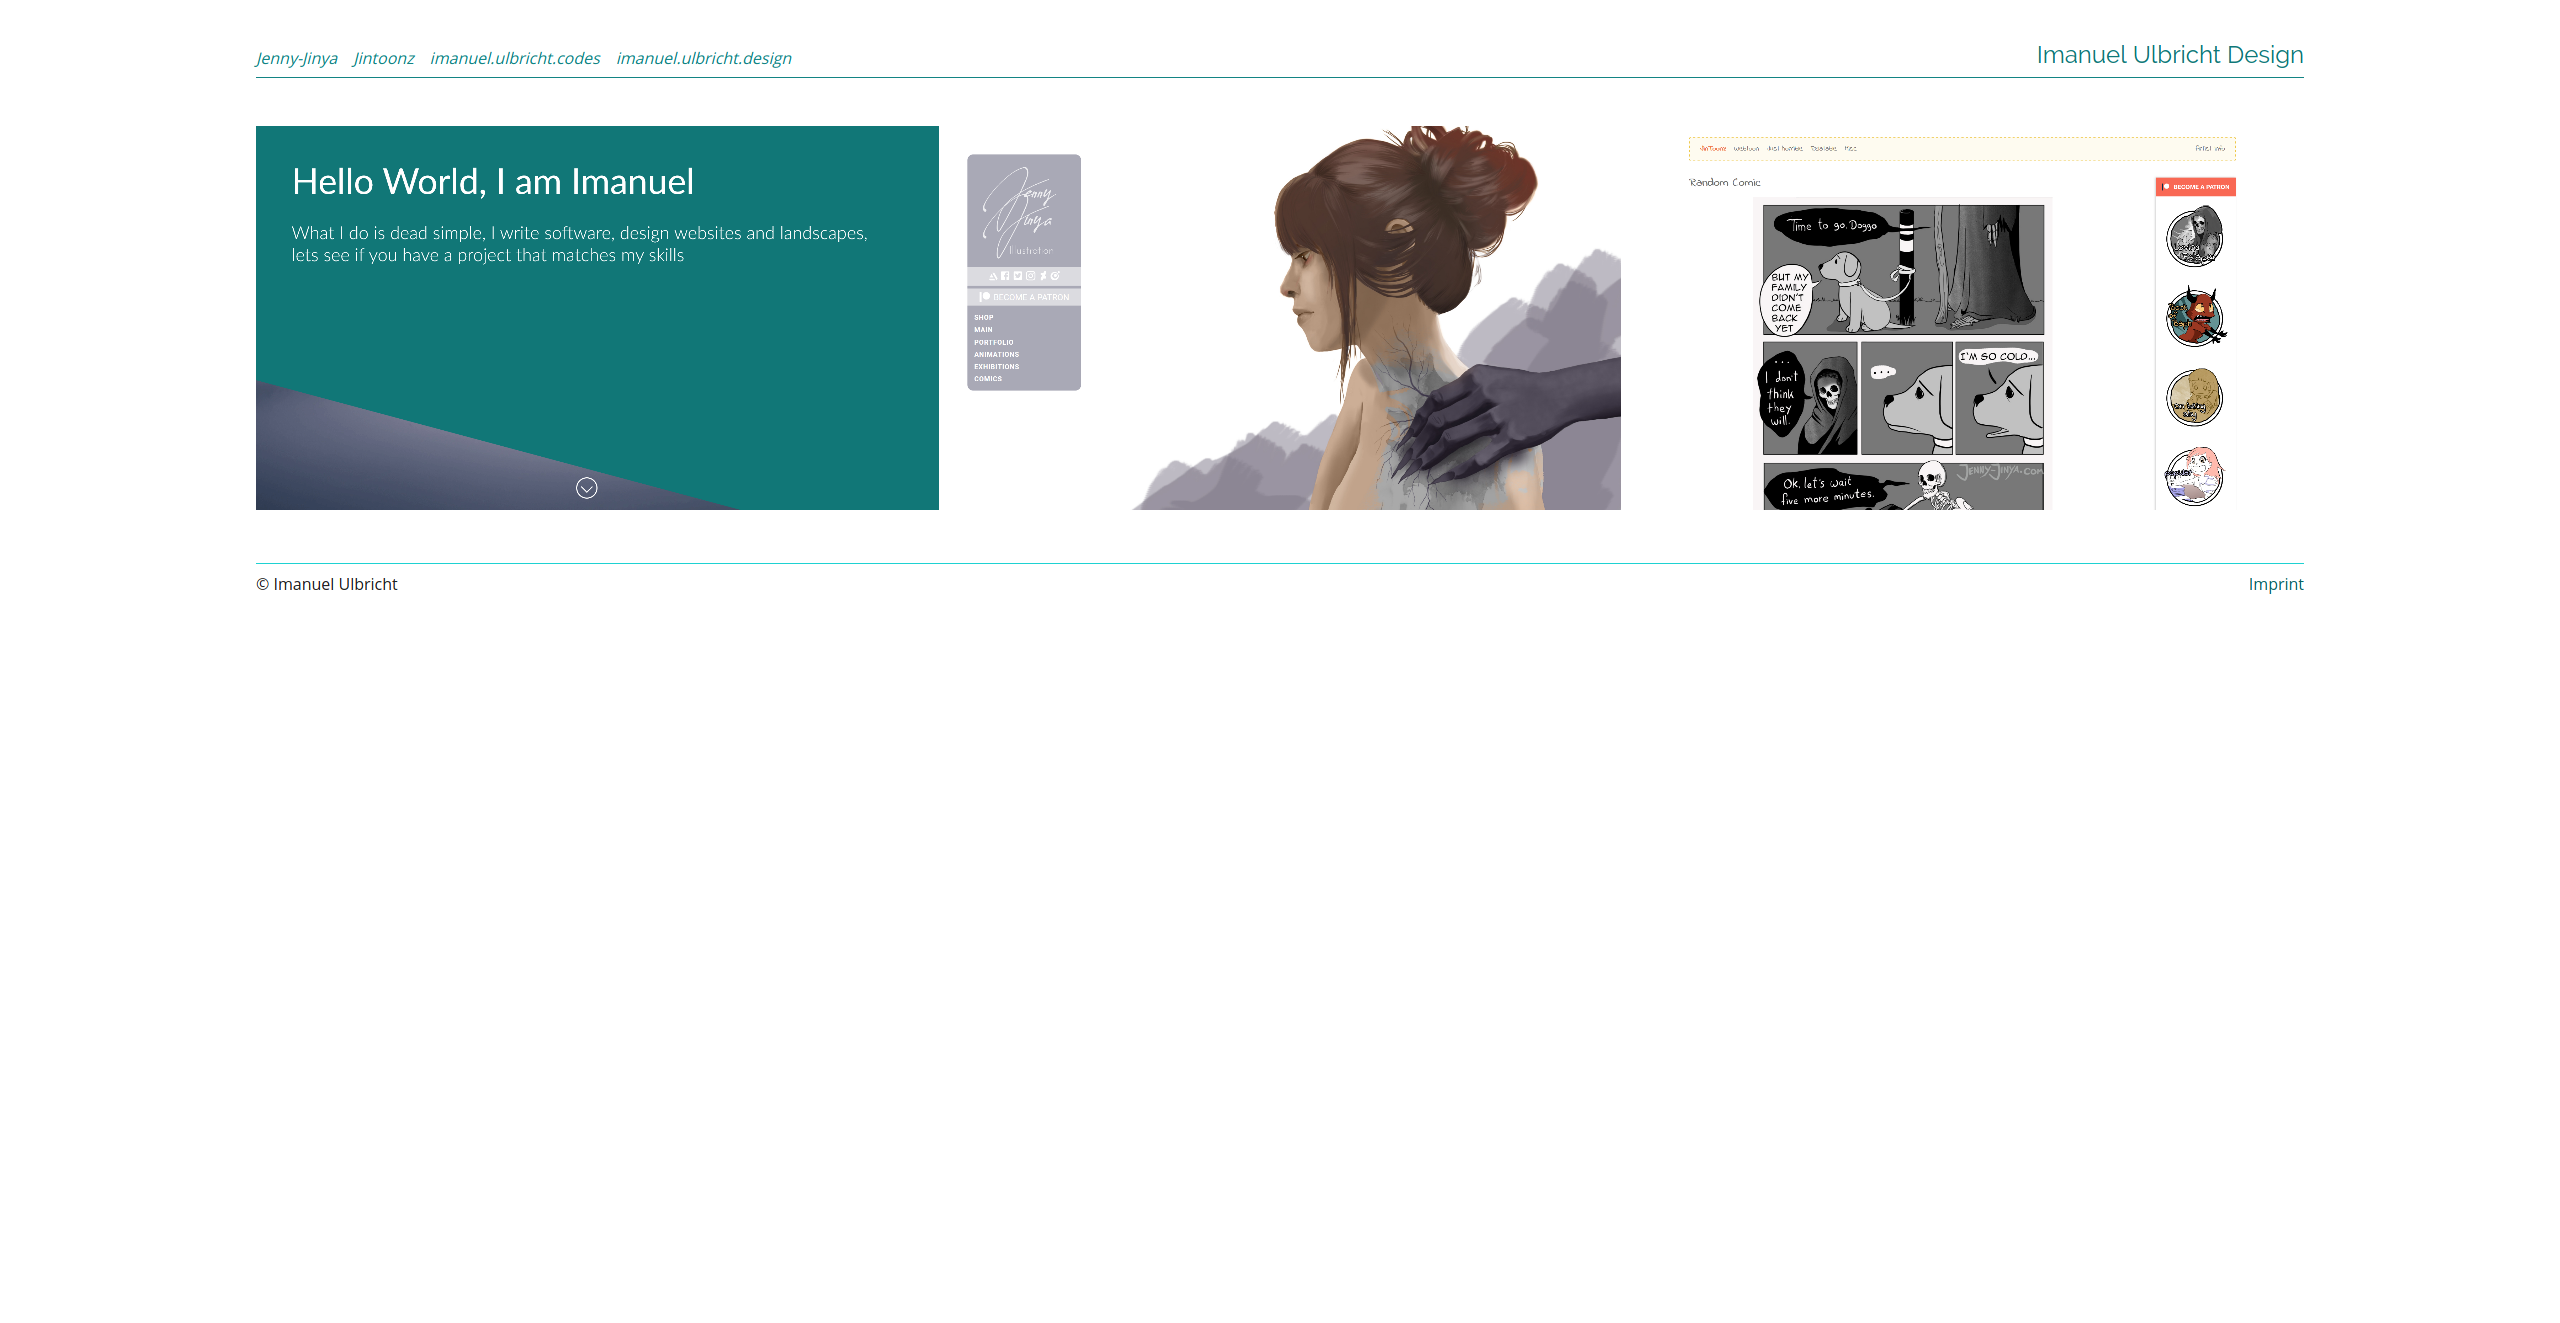 Jenny-Jinya Jintoonz imanuel.ulbricht.codes imanuel.ulbricht.design
Imanuel Ulbricht Design
Hello World, I am Imanuel
What I do is dead simple, I write software, design websites and landscapes,
lets see if you have a project that matches my skills
Jenny
Jinya
Illustration
BECOME A PATRON
SHOP
MAIN
PORTFOLIO
ANIMATIONS
EXHIBITIONS
COMICS
JinToonz Webtoon
Artist info
Random Comic
BECOME A PATRON
Time to go, Doggo
BUT MY
FAMILY
DIDN'T
COME
BACK
YET
...
I don't
think
they
will.
...
I'M SO COLD...
JENNY-JINYA.COM
Ok, let's wait
five more minutes.
© Imanuel Ulbricht
Imprint